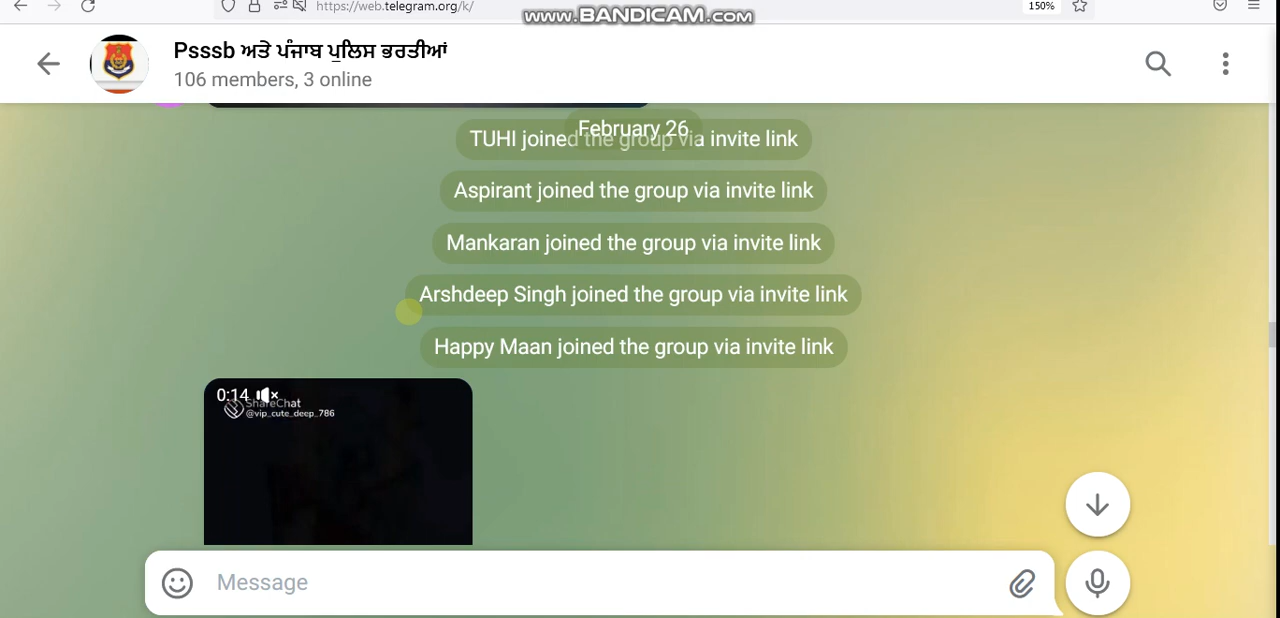 https://web.telegram.org/k/
www.BANDICAM.com
150%
Psssb ਅਤੇ ਪੰਜਾਬ ਪੁਲਿਸ ਭਰਤੀਆਂ
106 members, 3 online
February 26
TUHI joined the group via invite link
Aspirant joined the group via invite link
Mankaran joined the group via invite link
Arshdeep Singh joined the group via invite link
Happy Maan joined the group via invite link
0:14
ShareChat
@vip_cute_deep_786
Message